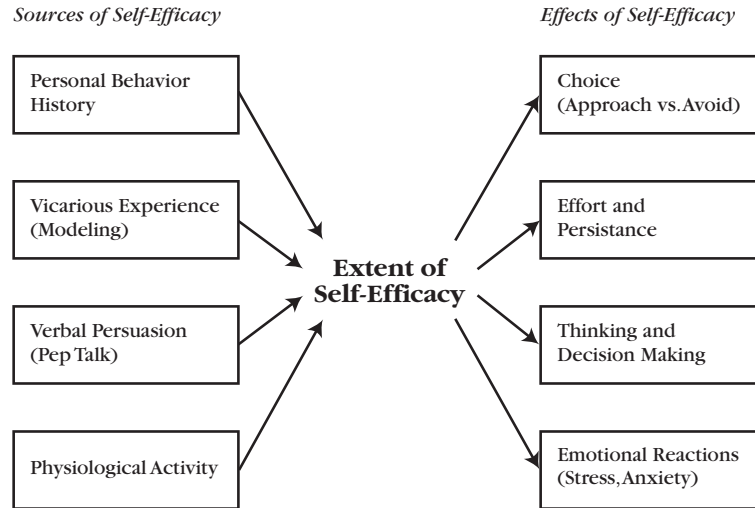 Sources of Self-Efficacy
Effects of Self-Efficacy
Personal Behavior
History
Vicarious Experience
(Modeling)
Verbal Persuasion
(Pep Talk)
Physiological Activity
Extent of
Self-Efficacy
Choice
(Approach vs. Avoid)
Effort and
Persistance
Thinking and
Decision Making
Emotional Reactions
(Stress, Anxiety)